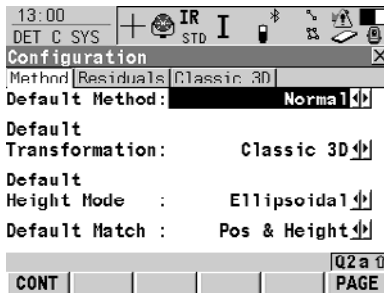 13:00
DET C SYS
IR
STD
I
Configuration
Method Residuals Classic 3D
Default Method: Normal
Default
Transformation: Classic 3D
Default
Height Mode : Ellipsoidal
Default Match : Pos & Height
Q2a
CONT PAGE